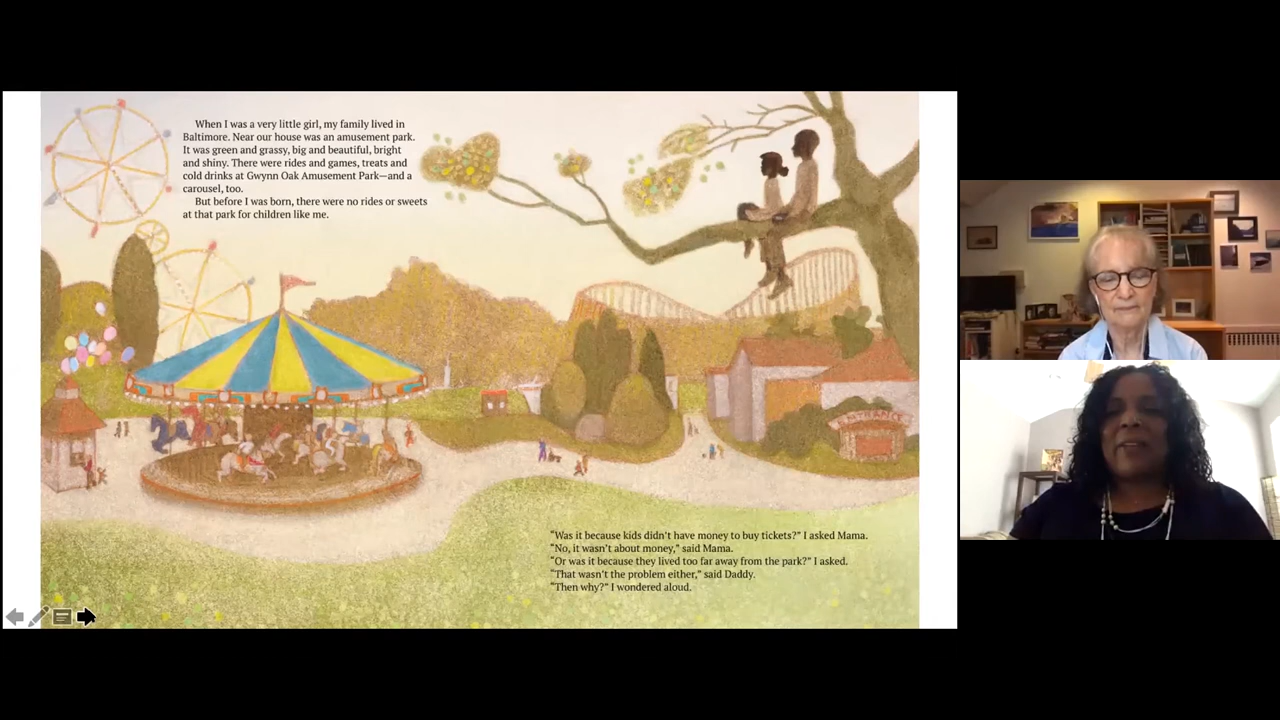 When I was a very little girl, my family lived in
Baltimore. Near our house was an amusement park.
It was green and grassy, big and beautiful, bright
and shiny. There were rides and games, treats and
cold drinks at Gwynn Oak Amusement Park—and a
carousel, too.
But before I was born, there were no rides or sweets
at that park for children like me.
ENTRANCE
“Was it because kids didn’t have money to buy tickets?” I asked Mama.
“No, it wasn’t about money,” said Mama.
“Or was it because they lived too far away from the park?” I asked.
“That wasn’t the problem either,” said Daddy.
“Then why?” I wondered aloud.